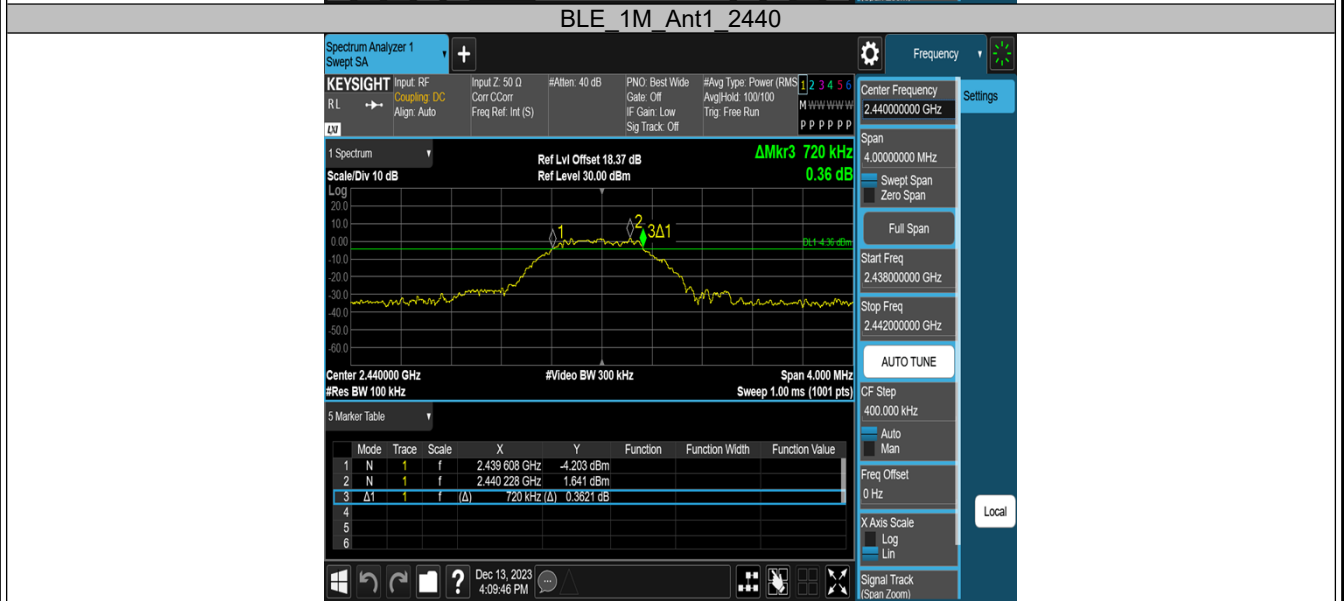 BLE_1M_Ant1_2440
Spectrum Analyzer 1
Swept SA
+
Frequency
KEYSIGHT
RL
LXI
Input: RF
Coupling: DC
Align: Auto
Input Z: 50 Ω
Corr CCorr
Freq Ref: Int (S)
#Atten: 40 dB
PNO: Best Wide
Gate: Off
IF Gain: Low
Sig Track: Off
#Avg Type: Power (RMS
Avg|Hold: 100/100
Trig: Free Run
1 2 3 4 5 6
M W W W W W
P P P P P P
1 Spectrum
Scale/Div 10 dB
Ref Lvl Offset 18.37 dB
Ref Level 30.00 dBm
ΔMkr3 720 kHz
0.36 dB
Log
20.0
10.0
0.00
-10.0
-20.0
-30.0
-40.0
-50.0
-60.0
1
2
3Δ1
DL1 -4.36 dBm
Center 2.440000 GHz
#Video BW 300 kHz
Span 4.000 MHz
#Res BW 100 kHz
Sweep 1.00 ms (1001 pts)
5 Marker Table
Mode Trace Scale X Y Function Function Width Function Value
1 N 1 f 2.439 608 GHz -4.203 dBm
2 N 1 f 2.440 228 GHz 1.641 dBm
3 Δ1 1 f (Δ) 720 kHz (Δ) 0.3621 dB
4
5
6
Dec 13, 2023
4:09:46 PM
?
Center Frequency
2.440000000 GHz
Settings
Span
4.00000000 MHz
Swept Span
Zero Span
Full Span
Start Freq
2.438000000 GHz
Stop Freq
2.442000000 GHz
AUTO TUNE
CF Step
400.000 kHz
Auto
Man
Freq Offset
0 Hz
Local
X Axis Scale
Log
Lin
Signal Track
(Span Zoom)